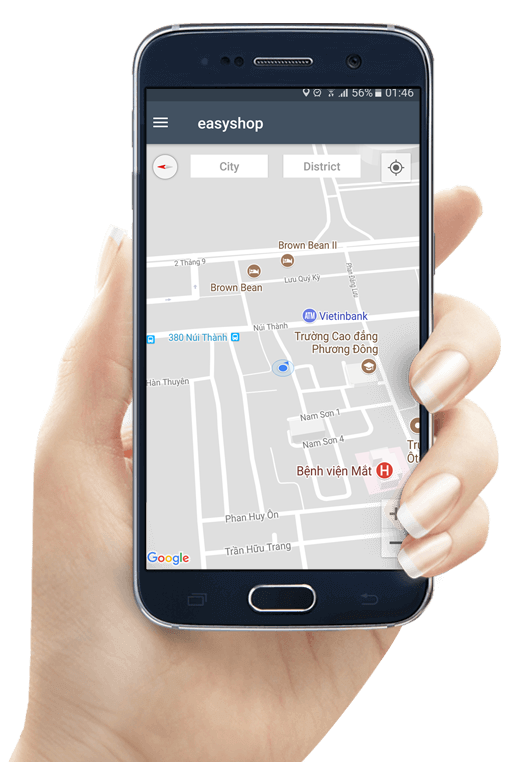 56% 01:46
easyshop
City
District
Brown Bean II
2 Tháng 9
Phan Đăng Lưu
Lưu Quý Kỳ
Brown Bean
ATM Vietinbank
Núi Thành
380 Núi Thành
Trường Cao đẳng
Phương Đông
Hàn Thuyên
Nam Sơn 1
Nam Sơn 4
Tru
Ôt
Bệnh viện Mắt H
Phan Huy Ôn
Trần Hữu Trang
Google